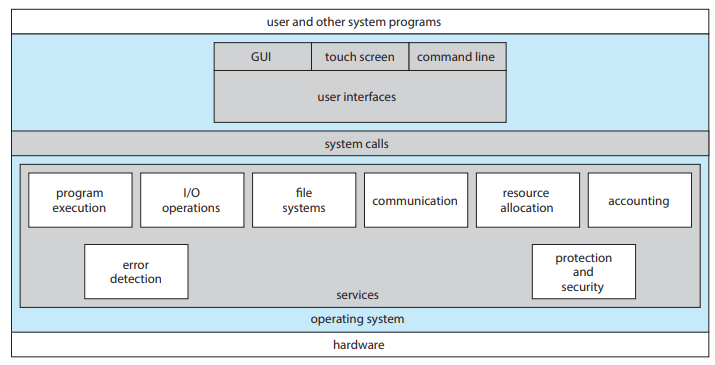 user and other system programs
GUI
touch screen
command line
user interfaces
system calls
program
execution
I/O
operations
file
systems
communication
resource
allocation
accounting
error
detection
protection
and
security
services
operating system
hardware